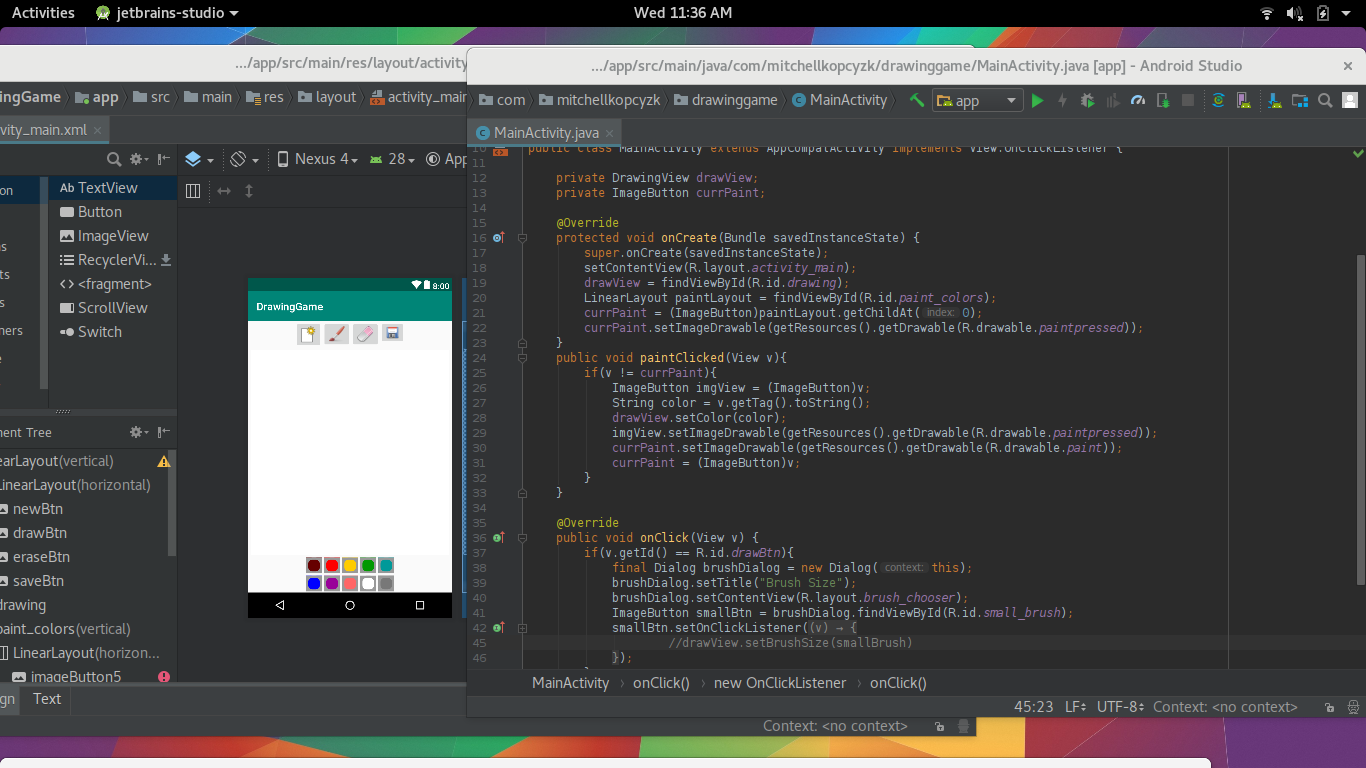 Activities jetbrains-studio Wed 11:36 AM
.../app/src/main/res/layout/activity
.../app/src/main/java/com/mitchellkopcyzk/drawinggame/MainActivity.java [app] - Android Studio ×
ingGame app src main res layout activity_main
com mitchellkopcyzk drawinggame MainActivity app
vity_main.xml ×
MainActivity.java ×
Nexus 4 28 App
on
s
ts
s
ners
Ab TextView
Button
ImageView
RecyclerVi...
<> <fragment>
ScrollView
Switch
8:00
DrawingGame
nent Tree
earLayout(vertical)
LinearLayout(horizontal)
newBtn
drawBtn
eraseBtn
saveBtn
drawing
paint_colors(vertical)
LinearLayout(horizon...
imageButton5
gn Text
10 public class MainActivity extends AppCompatActivity implements View.OnClickListener {
11
12 private DrawingView drawView;
13 private ImageButton currPaint;
14
15 @Override
16 protected void onCreate(Bundle savedInstanceState) {
17 super.onCreate(savedInstanceState);
18 setContentView(R.layout.activity_main);
19 drawView = findViewById(R.id.drawing);
20 LinearLayout paintLayout = findViewById(R.id.paint_colors);
21 currPaint = (ImageButton)paintLayout.getChildAt( index: 0);
22 currPaint.setImageDrawable(getResources().getDrawable(R.drawable.paintpressed));
23 }
24 public void paintClicked(View v){
25 if(v != currPaint){
26 ImageButton imgView = (ImageButton)v;
27 String color = v.getTag().toString();
28 drawView.setColor(color);
29 imgView.setImageDrawable(getResources().getDrawable(R.drawable.paintpressed));
30 currPaint.setImageDrawable(getResources().getDrawable(R.drawable.paint));
31 currPaint = (ImageButton)v;
32 }
33 }
34
35 @Override
36 public void onClick(View v) {
37 if(v.getId() == R.id.drawBtn){
38 final Dialog brushDialog = new Dialog( context: this);
39 brushDialog.setTitle("Brush Size");
40 brushDialog.setContentView(R.layout.brush_chooser);
41 ImageButton smallBtn = brushDialog.findViewById(R.id.small_brush);
42 smallBtn.setOnClickListener((v) → {
45 //drawView.setBrushSize(smallBrush)
46 });
MainActivity › onClick() › new OnClickListener › onClick()
45:23 LF UTF-8 Context: <no context>
Context: <no context>